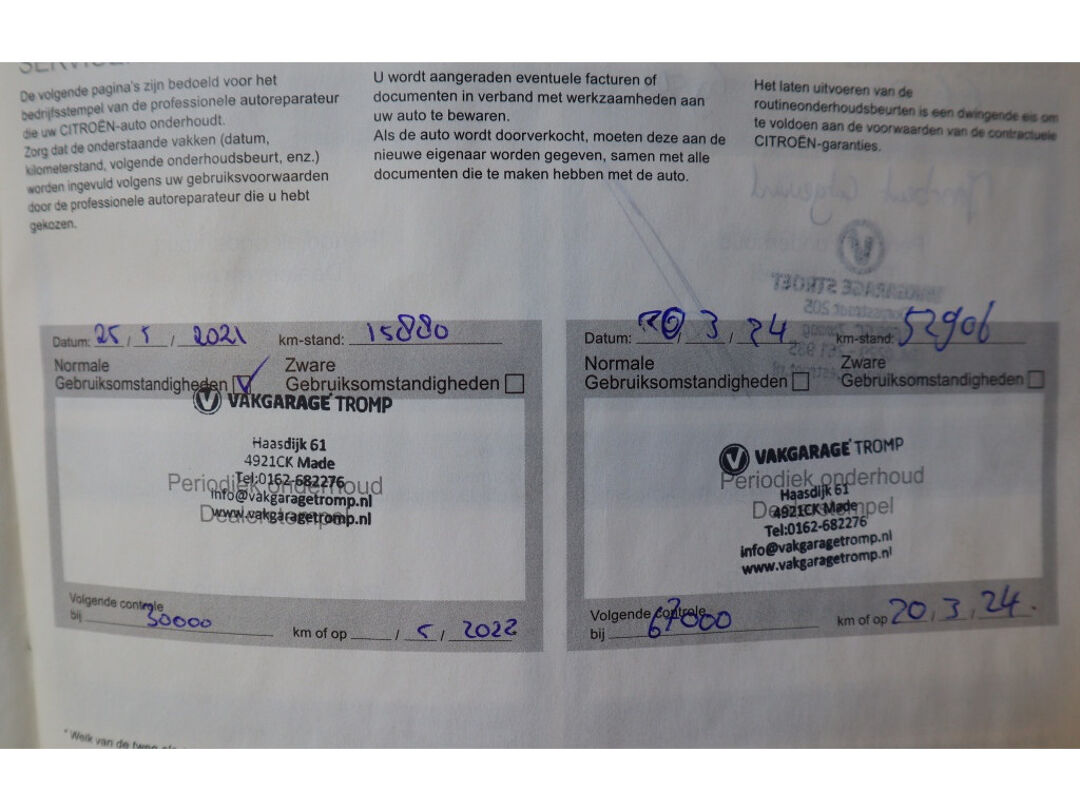 De volgende pagina's zijn bedoeld voor het
bedrijfsstempel van de professionele autoreparateur
die uw CITROËN-auto onderhoudt.
Zorg dat de onderstaande vakken (datum,
kilometerstand, volgende onderhoudsbeurt, enz.)
worden ingevuld volgens uw gebruiksvoorwaarden
door de professionele autoreparateur die u hebt
gekozen.
U wordt aangeraden eventuele facturen of
documenten in verband met werkzaamheden aan
uw auto te bewaren.
Als de auto wordt doorverkocht, moeten deze aan de
nieuwe eigenaar worden gegeven, samen met alle
documenten die te maken hebben met de auto.
Het laten uitvoeren van de
routineonderhoudsbeurten is een dwingende eis om
te voldoen aan de voorwaarden van de contractuele
CITROËN-garanties.
Datum: 25 / 5 / 2021 km-stand: 15880
Normale
Gebruiksomstandigheden
Zware
Gebruiksomstandigheden
VAKGARAGE TROMP
Haasdijk 61
4921CK Made
Periodiek onderhoud
Tel:0162-682276
info@vakgaragetromp.nl
Dealerstempel
www.vakgaragetromp.nl
Volgende controle
bij 30000 km of op / 5 / 2022
Datum: 20 / 3 / 24 km-stand: 52906
Normale
Gebruiksomstandigheden
Zware
Gebruiksomstandigheden
VAKGARAGE TROMP
Periodiek onderhoud
Haasdijk 61
Dealerstempel
4921CK Made
Tel:0162-682276
info@vakgaragetromp.nl
www.vakgaragetromp.nl
Volgende controle
bij 67000 km of op 20 / 3 / 24.
* Welk van de twee